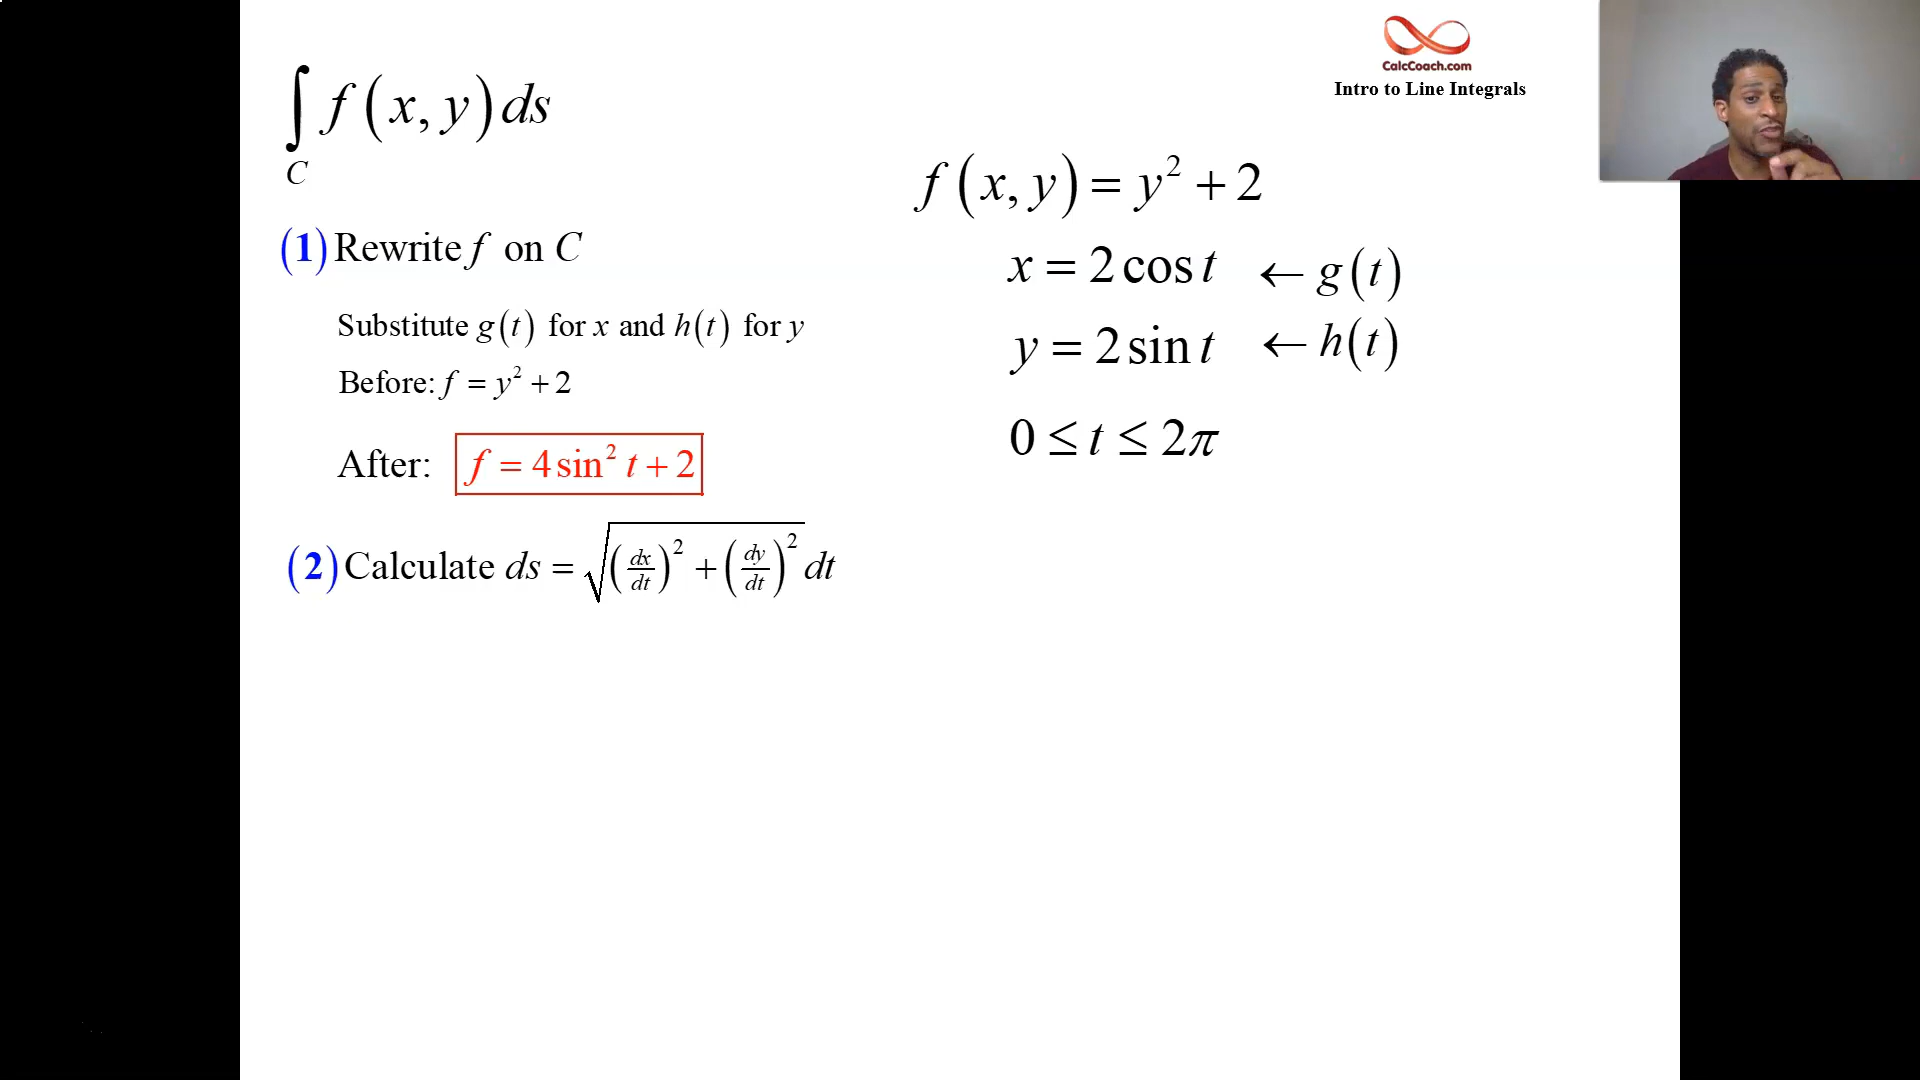 ∫_C f(x, y) ds
CalcCoach.com
Intro to Line Integrals
f(x, y) = y² + 2
x = 2 cos t ← g(t)
y = 2 sin t ← h(t)
0 ≤ t ≤ 2π
(1) Rewrite f on C
Substitute g(t) for x and h(t) for y
Before: f = y² + 2
After: f = 4 sin² t + 2
(2) Calculate ds = √((dx/dt)² + (dy/dt)²) dt